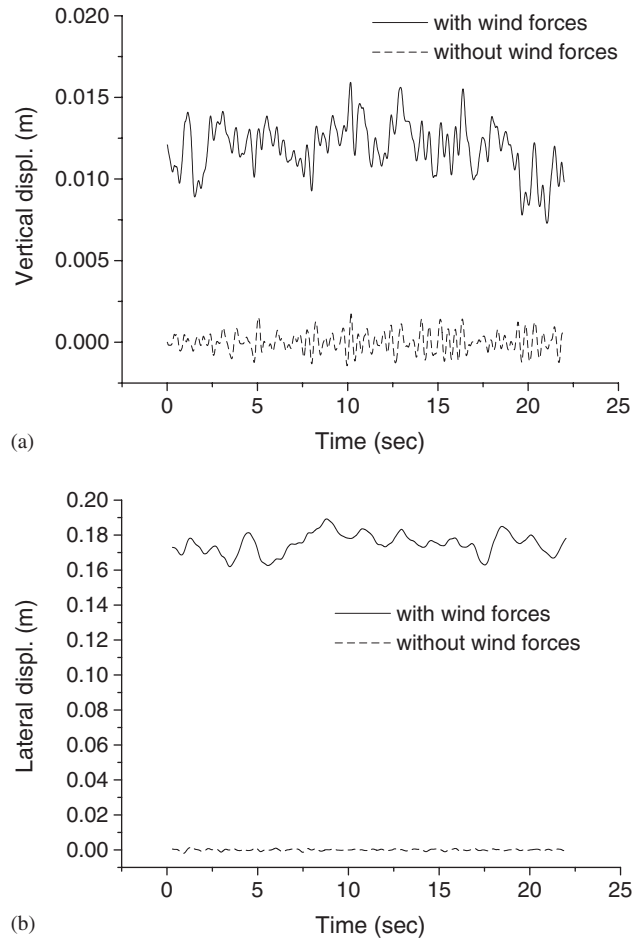 0.020
with wind forces
without wind forces
0.015
0.010
0.005
0.000
Vertical displ. (m)
0 5 10 15 20 25
Time (sec)
(a)
0.20
0.18
0.16
0.14
0.12
0.10
0.08
0.06
0.04
0.02
0.00
Lateral displ. (m)
with wind forces
without wind forces
0 5 10 15 20 25
Time (sec)
(b)